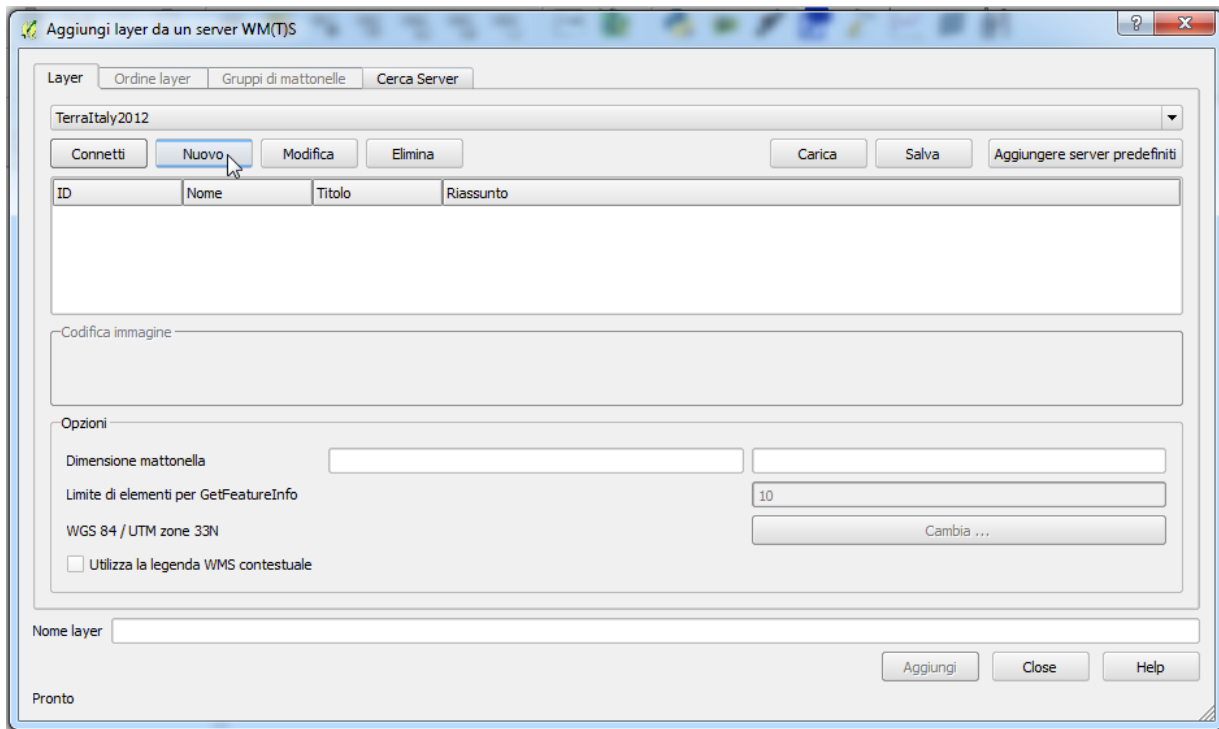 Aggiungi layer da un server WM(T)S
Layer Ordine layer Gruppi di mattonelle Cerca Server
TerraItaly2012
Connetti Nuovo Modifica Elimina Carica Salva Aggiungere server predefiniti
ID Nome Titolo Riassunto
Codifica immagine
Opzioni
Dimensione mattonella
Limite di elementi per GetFeatureInfo 10
WGS 84 / UTM zone 33N Cambia ...
Utilizza la legenda WMS contestuale
Nome layer
Aggiungi Close Help
Pronto